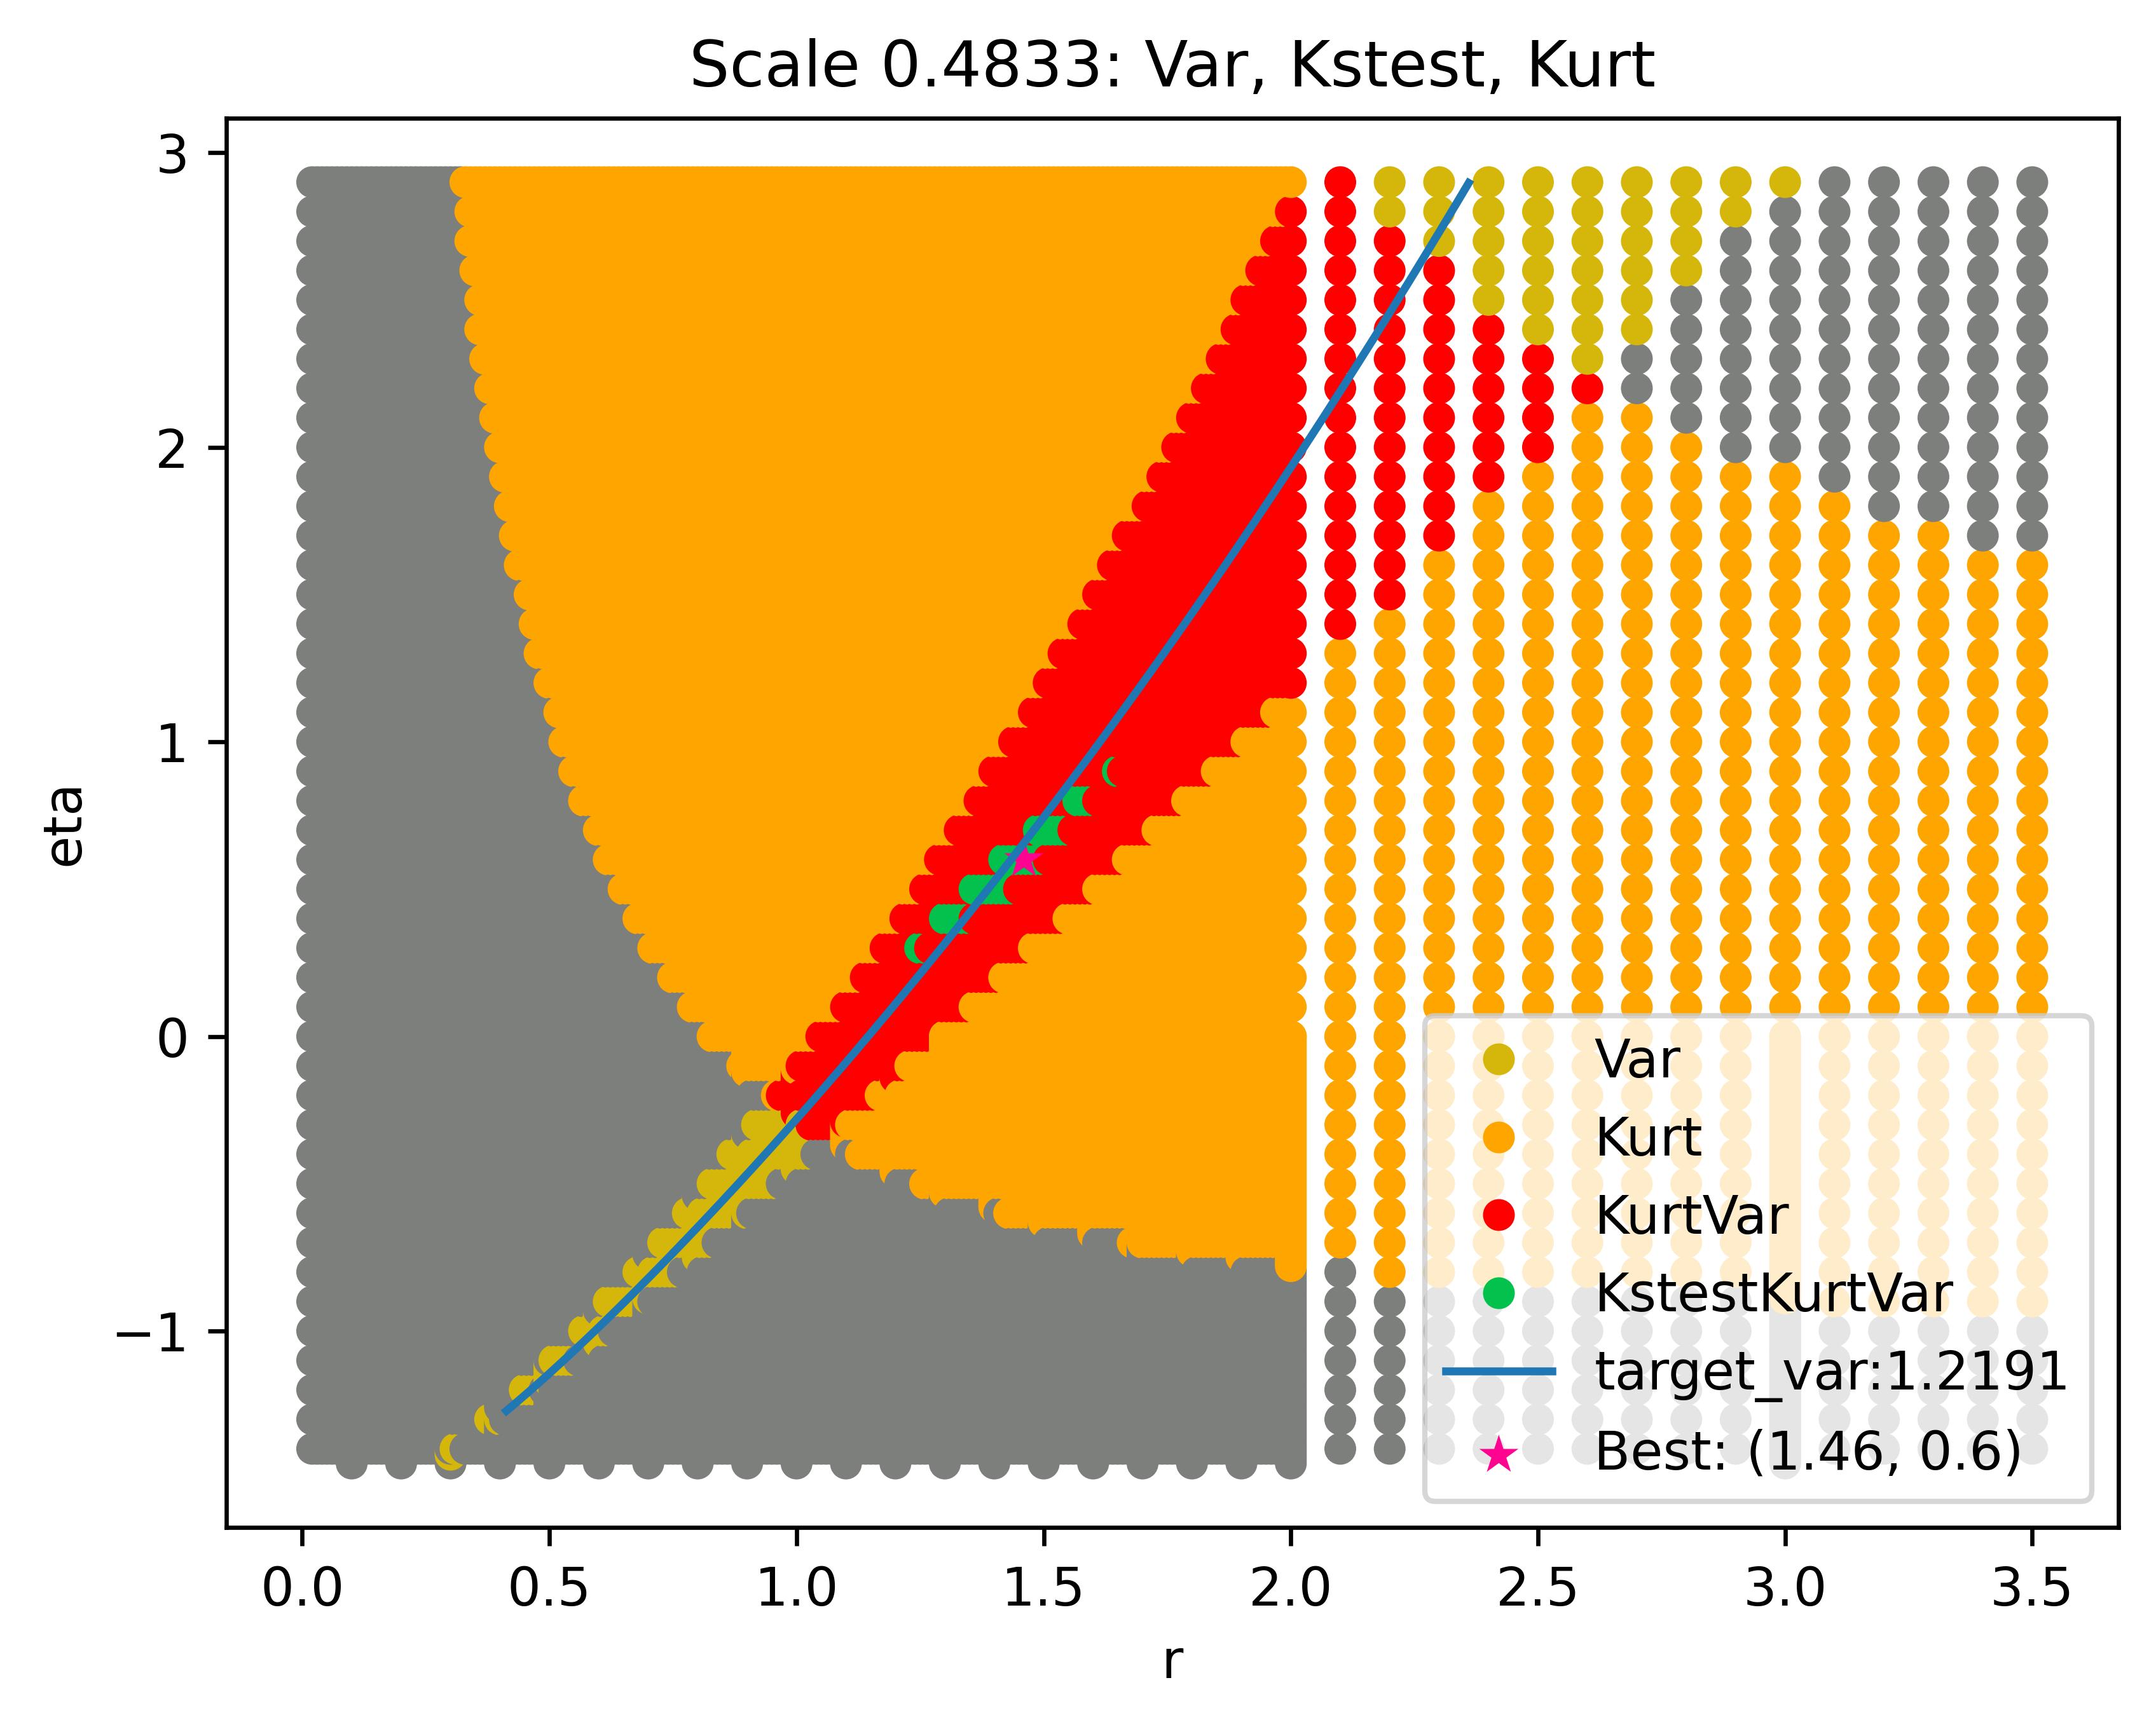 Scale 0.4833: Var, Kstest, Kurt
3
2
1
0
−1
eta
0.0 0.5 1.0 1.5 2.0 2.5 3.0 3.5
r
Var
Kurt
KurtVar
KstestKurtVar
target_var:1.2191
Best: (1.46, 0.6)